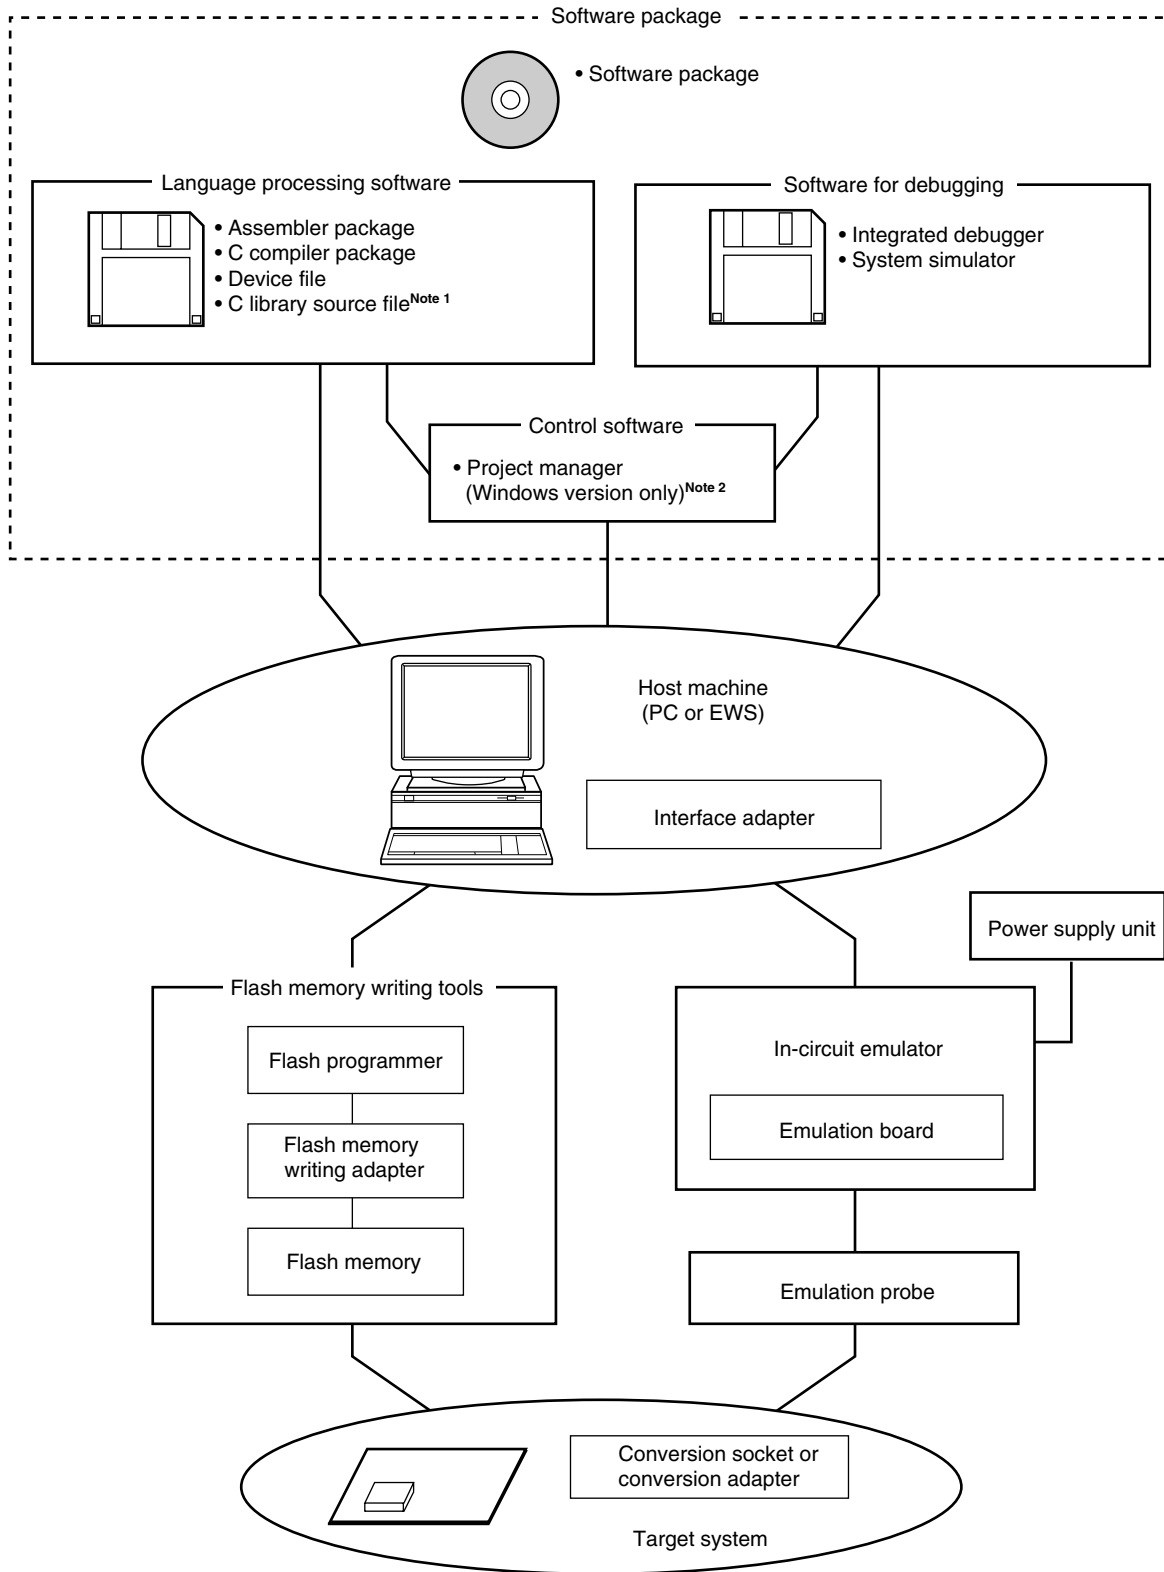 Software package
• Software package
Language processing software
• Assembler package
• C compiler package
• Device file
• C library source fileNote 1
Software for debugging
• Integrated debugger
• System simulator
Control software
• Project manager
(Windows version only)Note 2
Host machine
(PC or EWS)
Interface adapter
Power supply unit
Flash memory writing tools
Flash programmer
Flash memory
writing adapter
Flash memory
In-circuit emulator
Emulation board
Emulation probe
Conversion socket or
conversion adapter
Target system